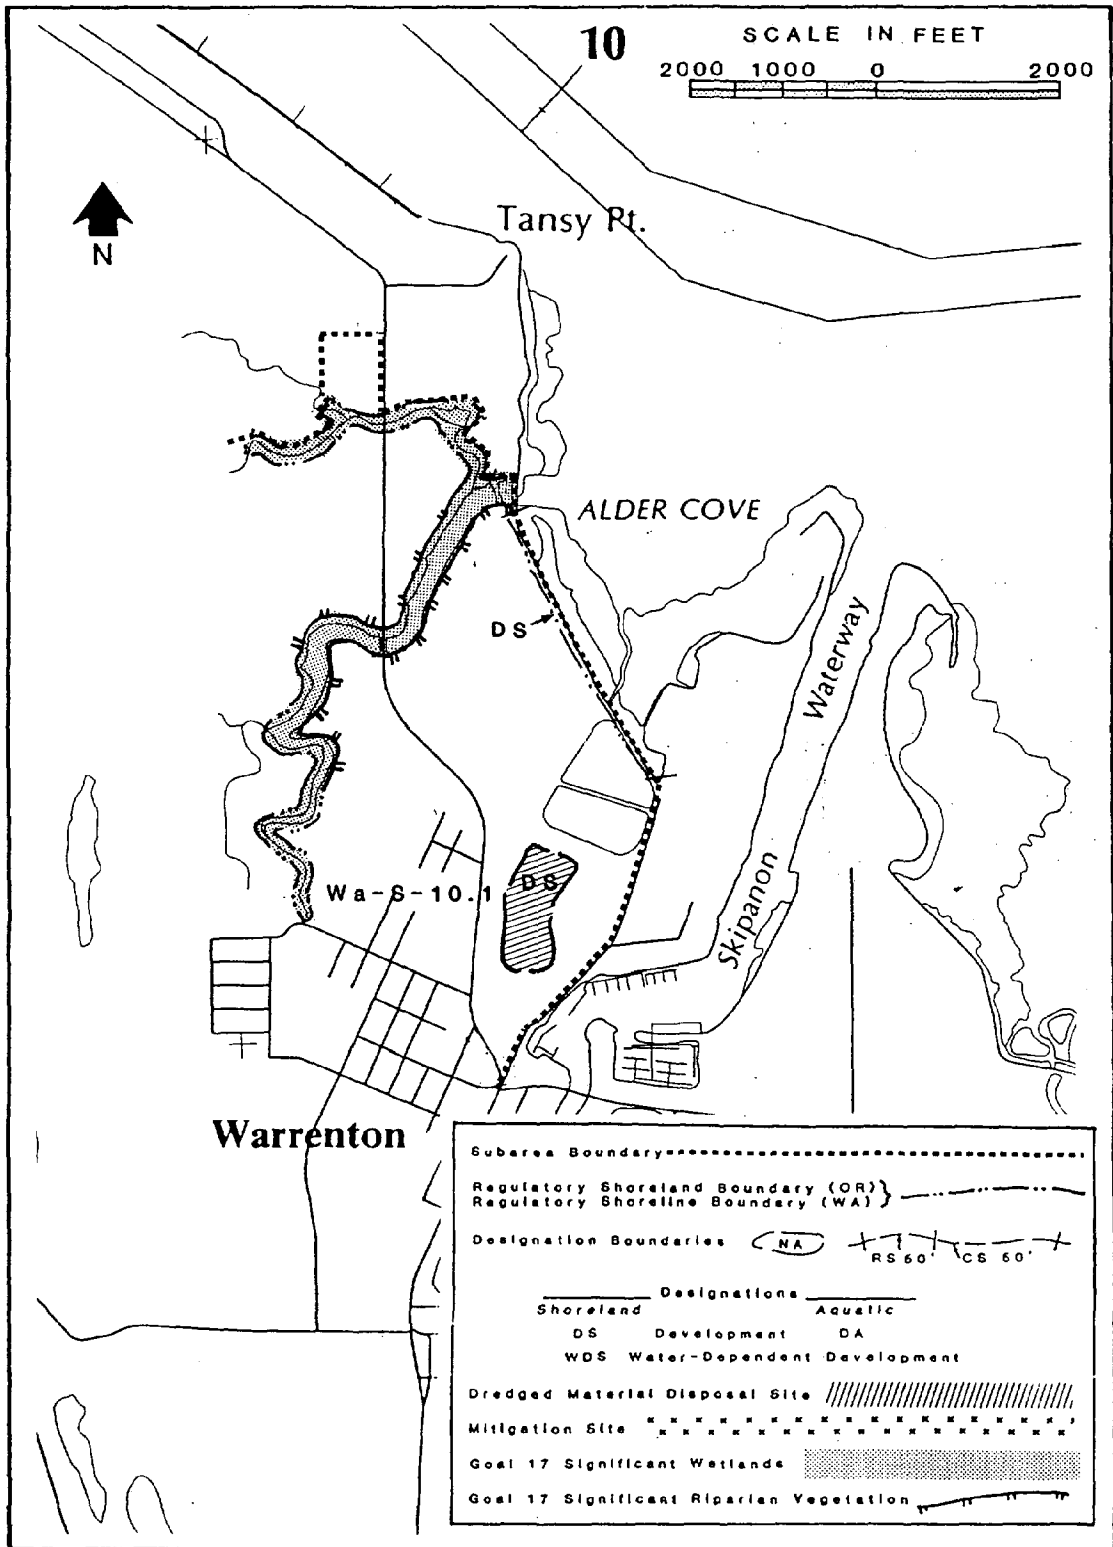 10
SCALE IN FEET
2000 1000 0 2000
Tansy Pt.
N
ALDER COVE
DS
Waterway
DS
Wa-S-10.1
Skipanon
Warrenton
Subarea Boundary
Regulatory Shoreland Boundary (OR)
Regulatory Shoreline Boundary (WA)
Designation Boundaries NA RS 60' CS 60'
Designations
Shoreland Aquatic
DS Development DA
WDS Water-Dependent Development
Dredged Material Disposal Site
Mitigation Site
Goal 17 Significant Wetlands
Goal 17 Significant Riparian Vegetation